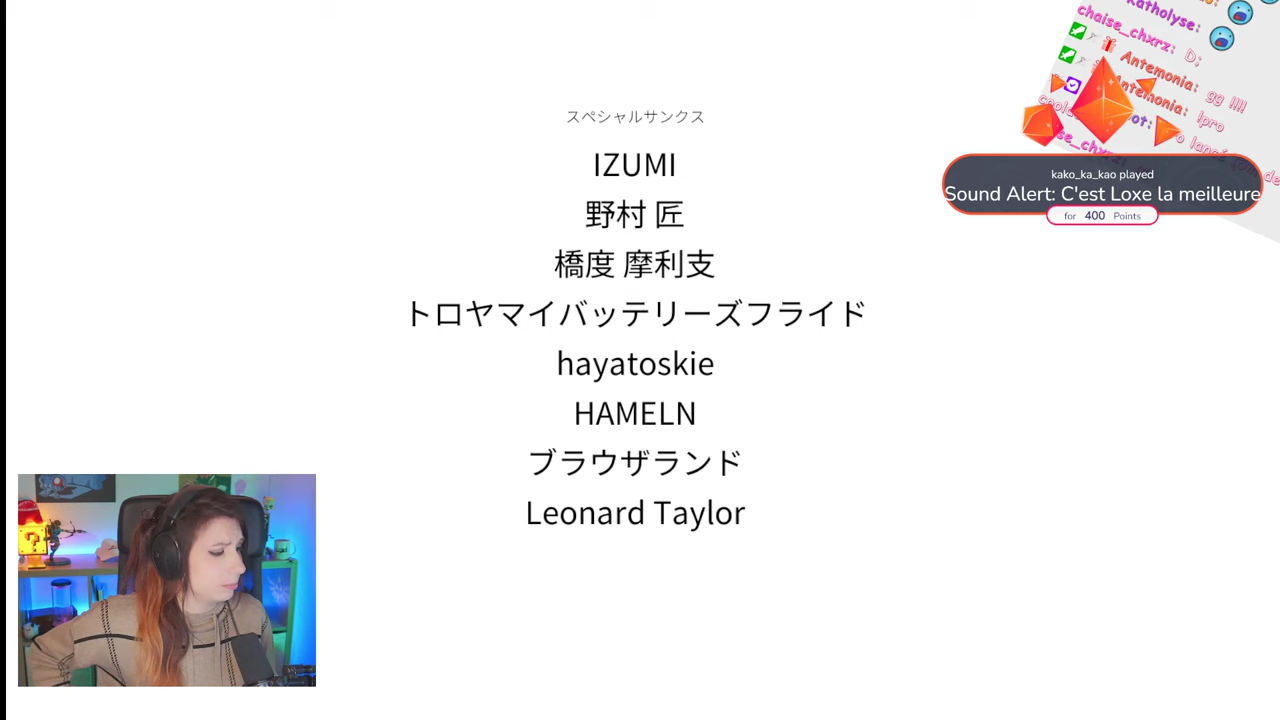 スペシャルサンクス
IZUMI
野村 匠
橋度 摩利支
トロヤマイバッテリーズフライド
hayatoskie
HAMELN
ブラウザランド
Leonard Taylor
Katholyse:
chaise_chxrz: D;
Antemonia: gg !!!!
Antemonia: !pro
kako_ka_kao played
Sound Alert: C'est Loxe la meilleure
for 400 Points
?